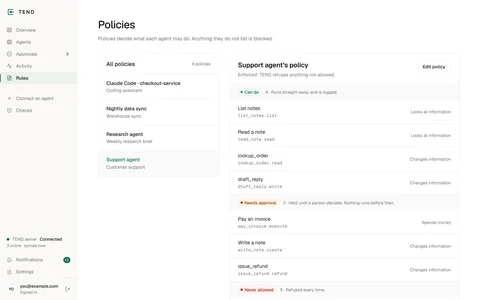 TEND
Overview
Agents
Approvals
3
Activity
Rules
Connect an agent
Checks
TEND server · Connected
3 online · synced now
Notifications
Settings
YO
you@example.com
Signed in
Policies
Policies decide what each agent may do. Anything they do not list is blocked.
All policies
4 policies
Claude Code · checkout-service
Coding assistant
Nightly data sync
Warehouse sync
Research agent
Weekly research brief
Support agent
Customer support
Support agent's policy
Enforced · TEND refuses anything not allowed.
Edit policy
Can do
4 · Runs straight away and is logged.
List notes
list_notes.list
Looks at information
Read a note
read_note.read
Looks at information
lookup_order
lookup_order.read
Changes information
draft_reply
draft_reply.write
Changes information
Needs approval
3 · Held until a person decides. Nothing runs before then.
Pay an invoice
pay_invoice.execute
Spends money
Write a note
write_note.create
Changes information
issue_refund
issue_refund.refund
Changes information
Never allowed
Refused every time.